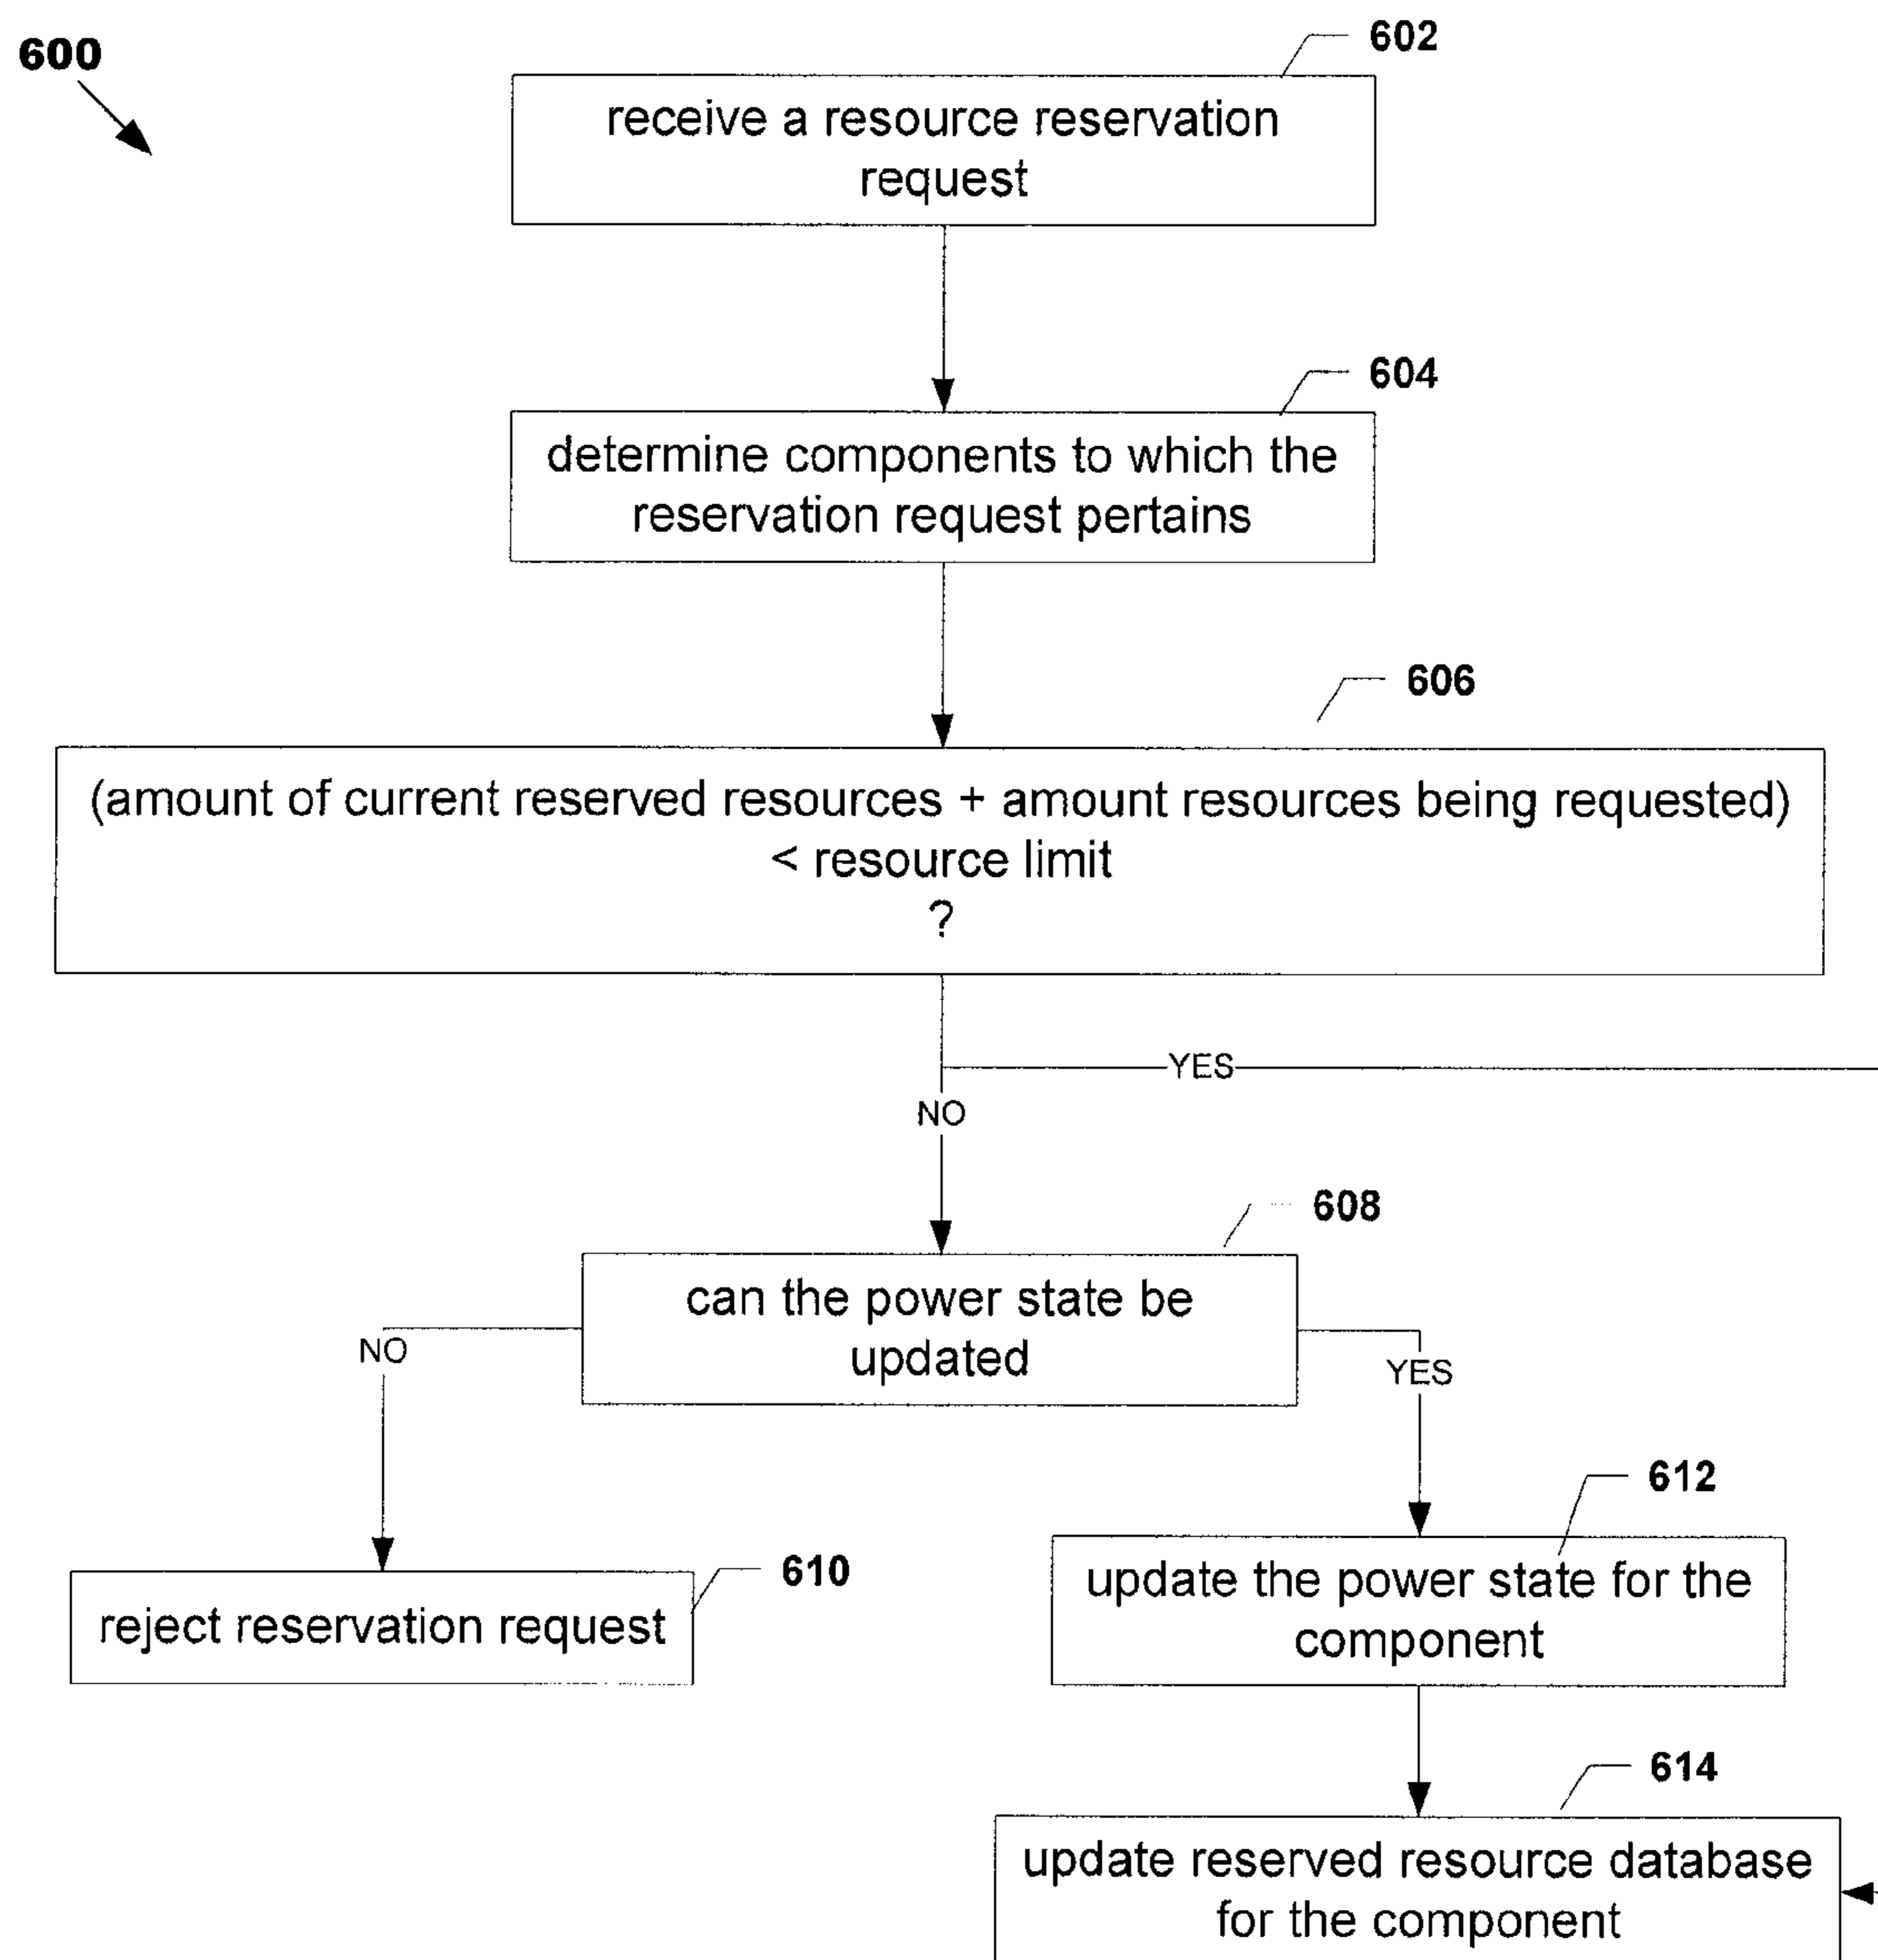 600
602
receive a resource reservation
request
604
determine components to which the
reservation request pertains
606
(amount of current reserved resources + amount resources being requested)
< resource limit
?
YES
NO
608
can the power state be
updated
NO
YES
612
update the power state for the
component
610
reject reservation request
614
update reserved resource database
for the component